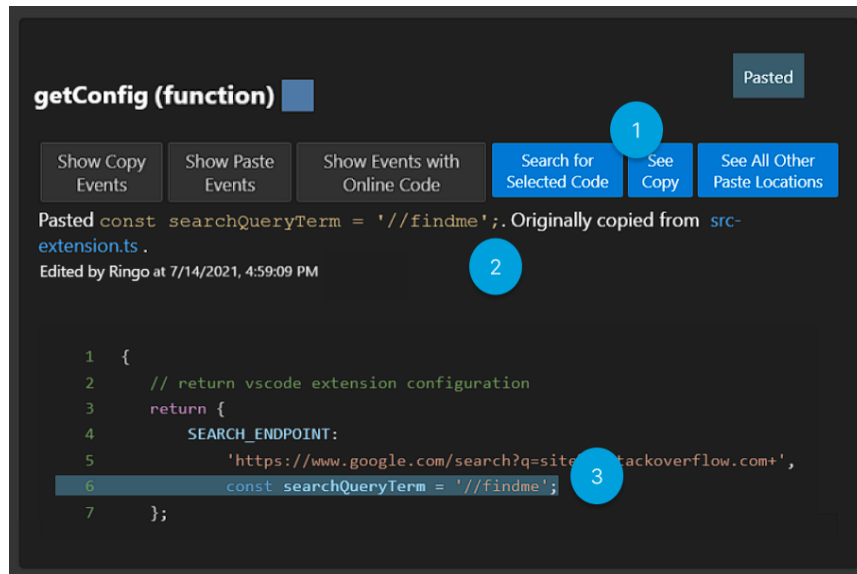 Pasted
getConfig (function)
1
Show Copy Events
Show Paste Events
Show Events with Online Code
Search for Selected Code
See Copy
See All Other Paste Locations
Pasted const searchQueryTerm = '//findme';. Originally copied from src-
extension.ts .
Edited by Ringo at 7/14/2021, 4:59:09 PM
2
1 {
2 // return vscode extension configuration
3 return {
4 SEARCH_ENDPOINT:
5 'https://www.google.com/search?q=site tackoverflow.com+',
6 const searchQueryTerm = '//findme';
3
7 };